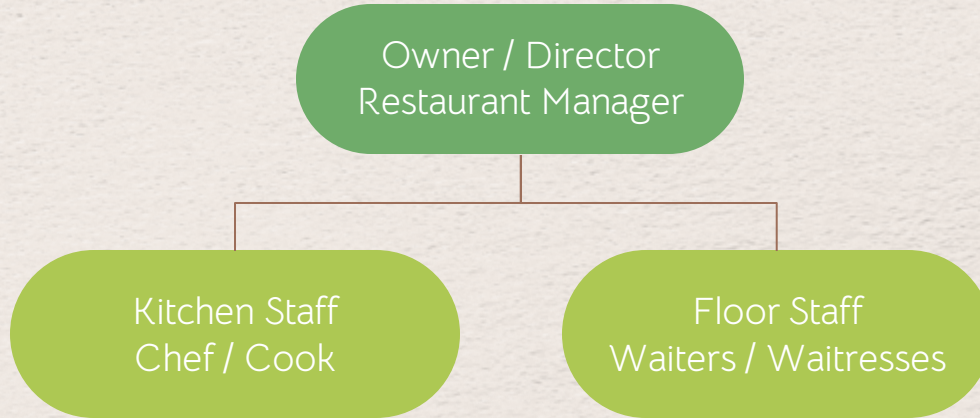 Owner / Director
Restaurant Manager
Kitchen Staff
Chef / Cook
Floor Staff
Waiters / Waitresses